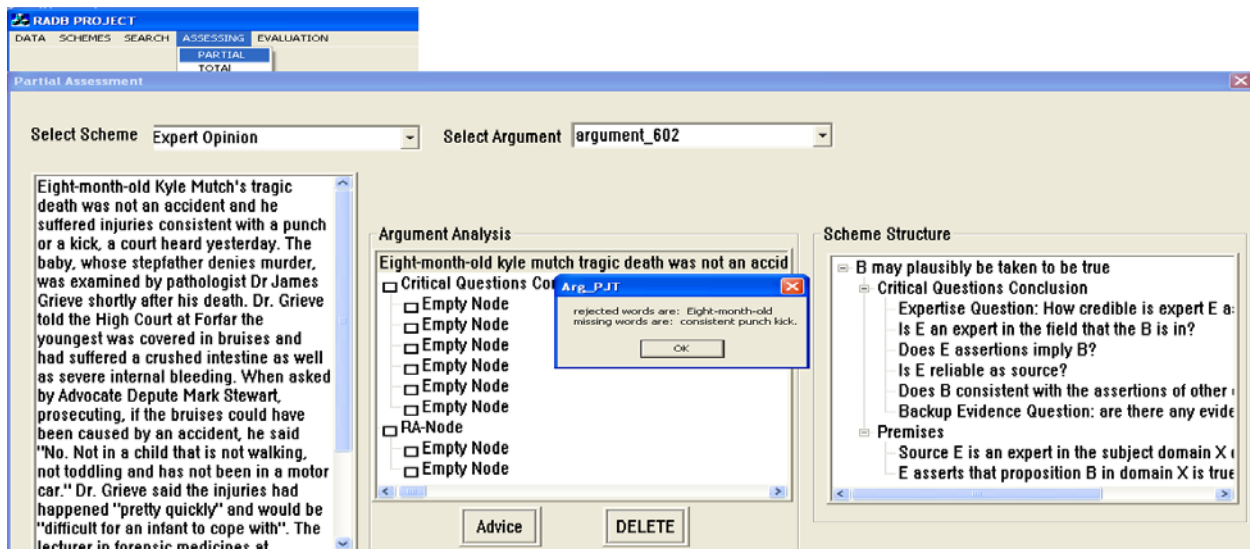 RADB PROJECT
DATA SCHEMES SEARCH ASSESSING EVALUATION
PARTIAL
TOTAL
Partial Assessment
Select Scheme Expert Opinion Select Argument argument_602
Eight-month-old Kyle Mutch's tragic
death was not an accident and he
suffered injuries consistent with a punch
or a kick, a court heard yesterday. The
baby, whose stepfather denies murder,
was examined by pathologist Dr James
Grieve shortly after his death. Dr. Grieve
told the High Court at Forfar the
youngest was covered in bruises and
had suffered a crushed intestine as well
as severe internal bleeding. When asked
by Advocate Depute Mark Stewart,
prosecuting, if the bruises could have
been caused by an accident, he said
"No. Not in a child that is not walking,
not toddling and has not been in a motor
car." Dr. Grieve said the injuries had
happened "pretty quickly" and would be
"difficult for an infant to cope with". The
lecturer in forensic medicines at
Argument Analysis
Eight-month-old kyle mutch tragic death was not an accid
Critical Questions Co
Empty Node
Empty Node
Empty Node
Empty Node
Empty Node
Empty Node
RA-Node
Empty Node
Empty Node
Advice DELETE
Arg_PJT
rejected words are: Eight-month-old
missing words are: consistent punch kick.
OK
Scheme Structure
B may plausibly be taken to be true
Critical Questions Conclusion
Expertise Question: How credible is expert E a
Is E an expert in the field that the B is in?
Does E assertions imply B?
Is E reliable as source?
Does B consistent with the assertions of other
Backup Evidence Question: are there any evide
Premises
Source E is an expert in the subject domain X
E asserts that proposition B in domain X is true